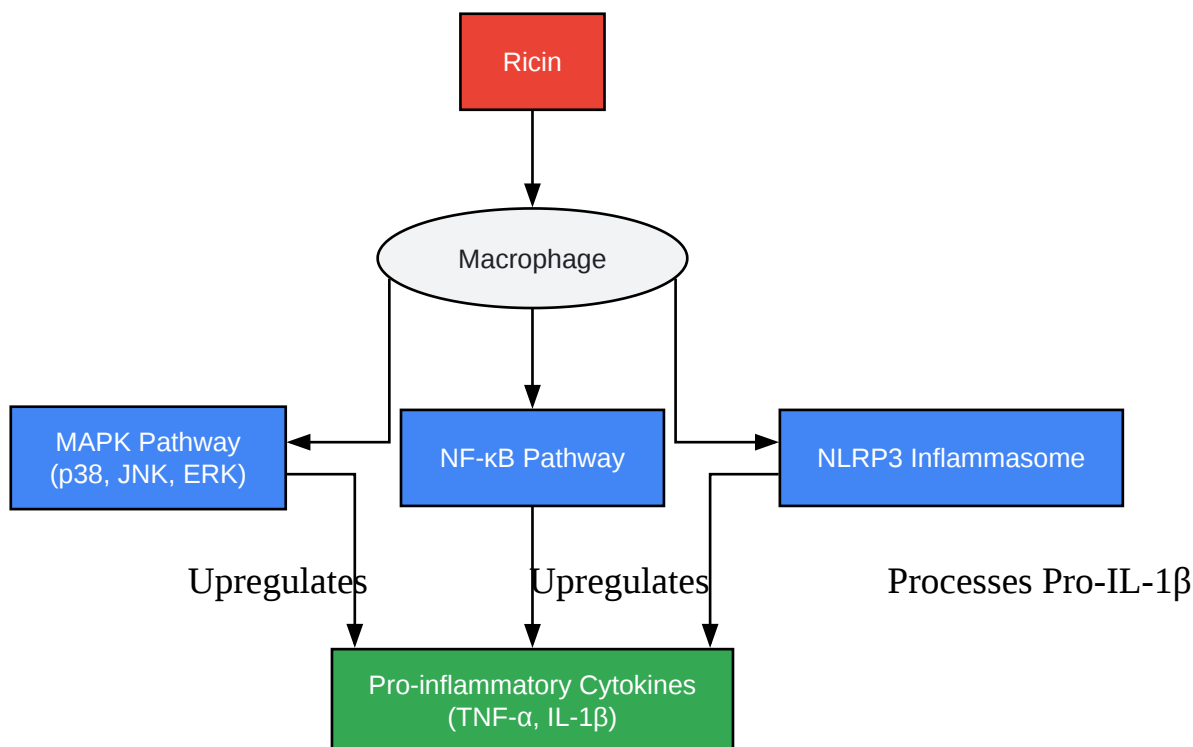 Ricin
Macrophage
MAPK Pathway
(p38, JNK, ERK)
NF-κB Pathway
NLRP3 Inflammasome
Upregulates
Upregulates
Processes Pro-IL-1β
Pro-inflammatory Cytokines
(TNF-α, IL-1β)